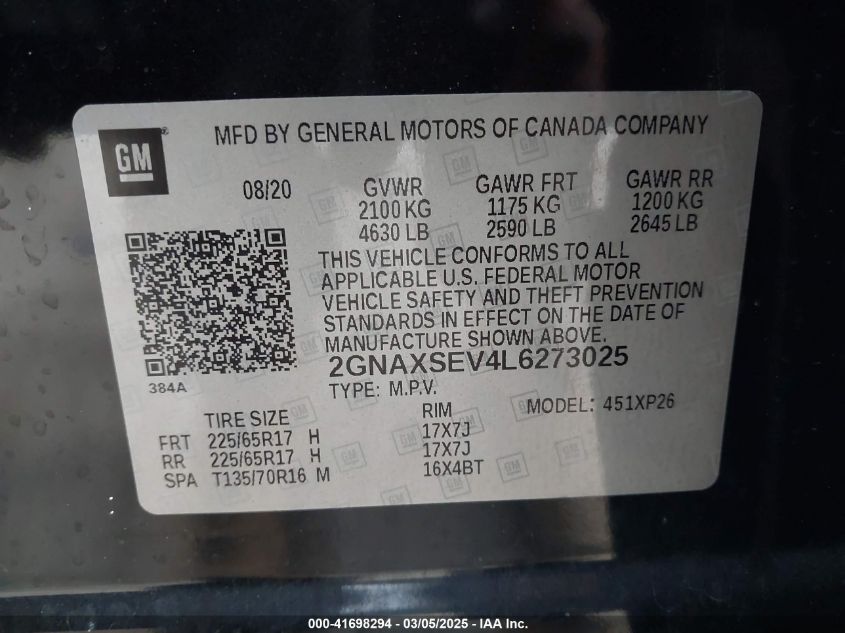 GM ®
MFD BY GENERAL MOTORS OF CANADA COMPANY
08/20 GVWR GAWR FRT GAWR RR
2100 KG 1175 KG 1200 KG
4630 LB 2590 LB 2645 LB
THIS VEHICLE CONFORMS TO ALL
APPLICABLE U.S. FEDERAL MOTOR
VEHICLE SAFETY AND THEFT PREVENTION
STANDARDS IN EFFECT ON THE DATE OF
MANUFACTURE SHOWN ABOVE.
2GNAXSEV4L6273025
384A
TYPE: M.P.V.
TIRE SIZE RIM MODEL: 451XP26
FRT 225/65R17 H 17X7J
RR 225/65R17 H 17X7J
SPA T135/70R16 M 16X4BT
000-41698294 — 03/05/2025 — IAA Inc.